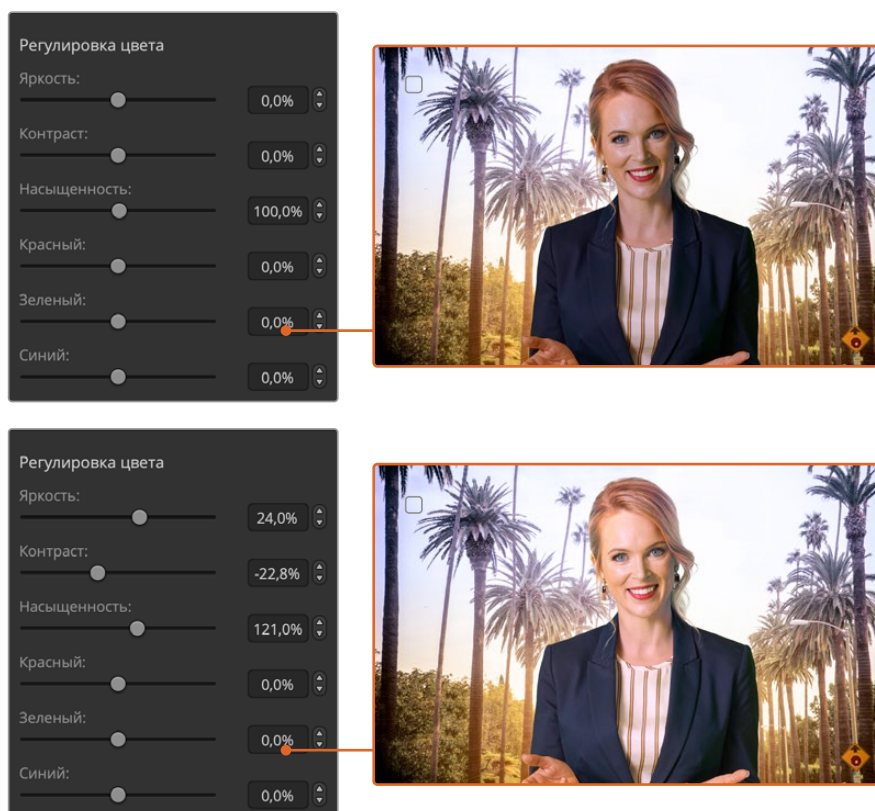 Регулировка цвета
Яркость:
0,0%
Контраст:
0,0%
Насыщенность:
100,0%
Красный:
0,0%
Зеленый:
0,0%
Синий:
0,0%
Регулировка цвета
Яркость:
24,0%
Контраст:
-22,8%
Насыщенность:
121,0%
Красный:
0,0%
Зеленый:
0,0%
Синий:
0,0%